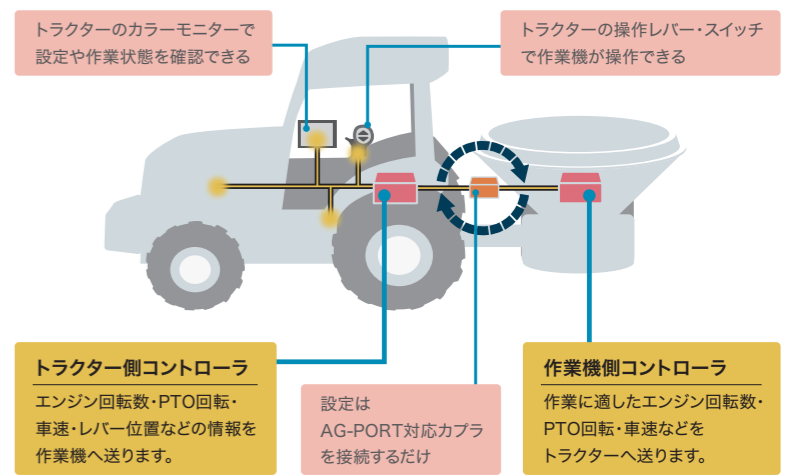 トラクターのカラーモニターで
設定や作業状態を確認できる
トラクターの操作レバー・スイッチ
で作業機が操作できる
トラクター側コントローラ
エンジン回転数・PTO回転・
車速・レバー位置などの情報を
作業機へ送ります。
設定は
AG-PORT対応カプラ
を接続するだけ
作業機側コントローラ
作業に適したエンジン回転数・
PTO回転・車速などを
トラクターへ送ります。